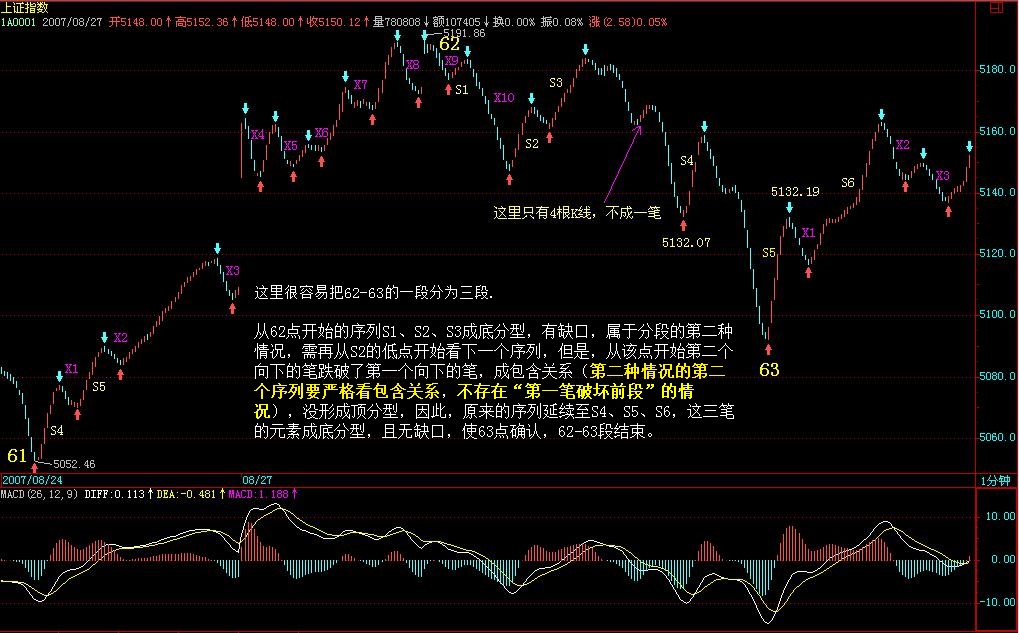 上证指数
1A0001 2007/08/27 开5148.00↑高5152.36↑低5148.00↑收5150.12↑量780808↓额107405↓换0.00% 振0.08% 涨(2.58)0.05%
5191.86
62
X8
X9
S1
X7
X10
S3
S2
X4
X5
X6
5180.0
5160.0
5140.0
5120.0
5100.0
5080.0
5060.0
S4
这里只有4根K线，不成一笔
5132.07
5132.19
S6
X2
X3
X1
S5
63
X3
这里很容易把62-63的一段分为三段.
从62点开始的序列S1、S2、S3成底分型，有缺口，属于分段的第二种
情况，需再从S2的低点开始看下一个序列，但是，从该点开始第二个
向下的笔跌破了第一个向下的笔，成包含关系（第二种情况的第二
个序列要严格看包含关系，不存在“第一笔破坏前段”的情
况），没形成顶分型，因此，原来的序列延续至S4、S5、S6，这三笔
的元素成底分型，且无缺口，使63点确认，62-63段结束。
X2
X1
S5
S4
61
5052.46
2007/08/24
08/27
1分钟
MACD(26,12,9) DIFF:0.113↑DEA:-0.481↑MACD:1.188↑
10.00
0.00
-10.00